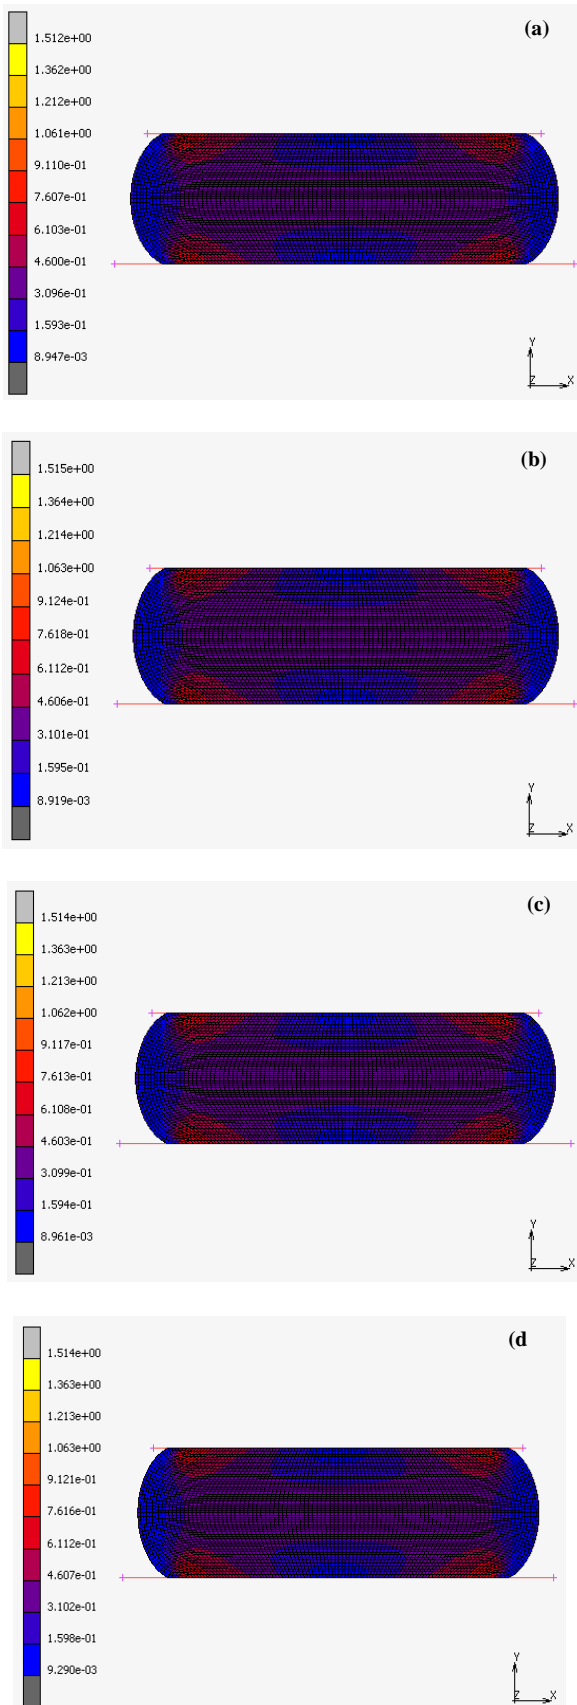 (a)
1.512e+00
1.362e+00
1.212e+00
1.061e+00
9.110e-01
7.607e-01
6.103e-01
4.600e-01
3.096e-01
1.593e-01
8.947e-03
Y
Z X
(b)
1.515e+00
1.364e+00
1.214e+00
1.063e+00
9.124e-01
7.618e-01
6.112e-01
4.606e-01
3.101e-01
1.595e-01
8.919e-03
Y
Z X
(c)
1.514e+00
1.363e+00
1.213e+00
1.062e+00
9.117e-01
7.613e-01
6.108e-01
4.603e-01
3.099e-01
1.594e-01
8.961e-03
Y
Z X
(d
1.514e+00
1.363e+00
1.213e+00
1.063e+00
9.121e-01
7.616e-01
6.112e-01
4.607e-01
3.102e-01
1.598e-01
9.290e-03
Y
Z X